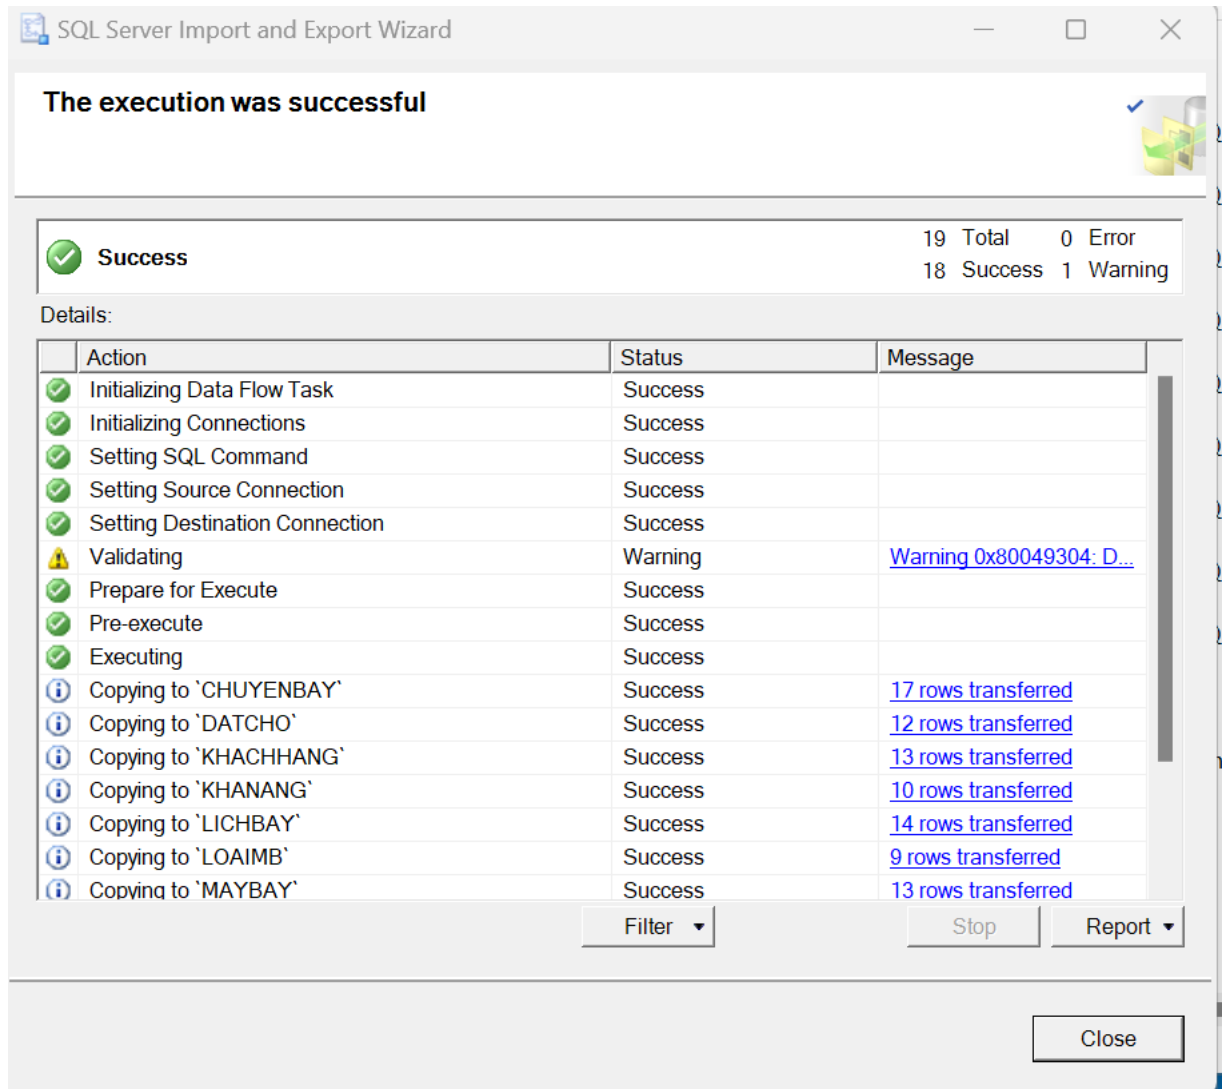 SQL Server Import and Export Wizard
The execution was successful
Success
19 Total 0 Error
18 Success 1 Warning
Details:
Action Status Message
Initializing Data Flow Task Success
Initializing Connections Success
Setting SQL Command Success
Setting Source Connection Success
Setting Destination Connection Success
Validating Warning Warning 0x80049304: D...
Prepare for Execute Success
Pre-execute Success
Executing Success
Copying to `CHUYENBAY` Success 17 rows transferred
Copying to `DATCHO` Success 12 rows transferred
Copying to `KHACHHANG` Success 13 rows transferred
Copying to `KHANANG` Success 10 rows transferred
Copying to `LICHBAY` Success 14 rows transferred
Copying to `LOAIMB` Success 9 rows transferred
Copying to `MAYBAY` Success 13 rows transferred
Filter Stop Report
Close